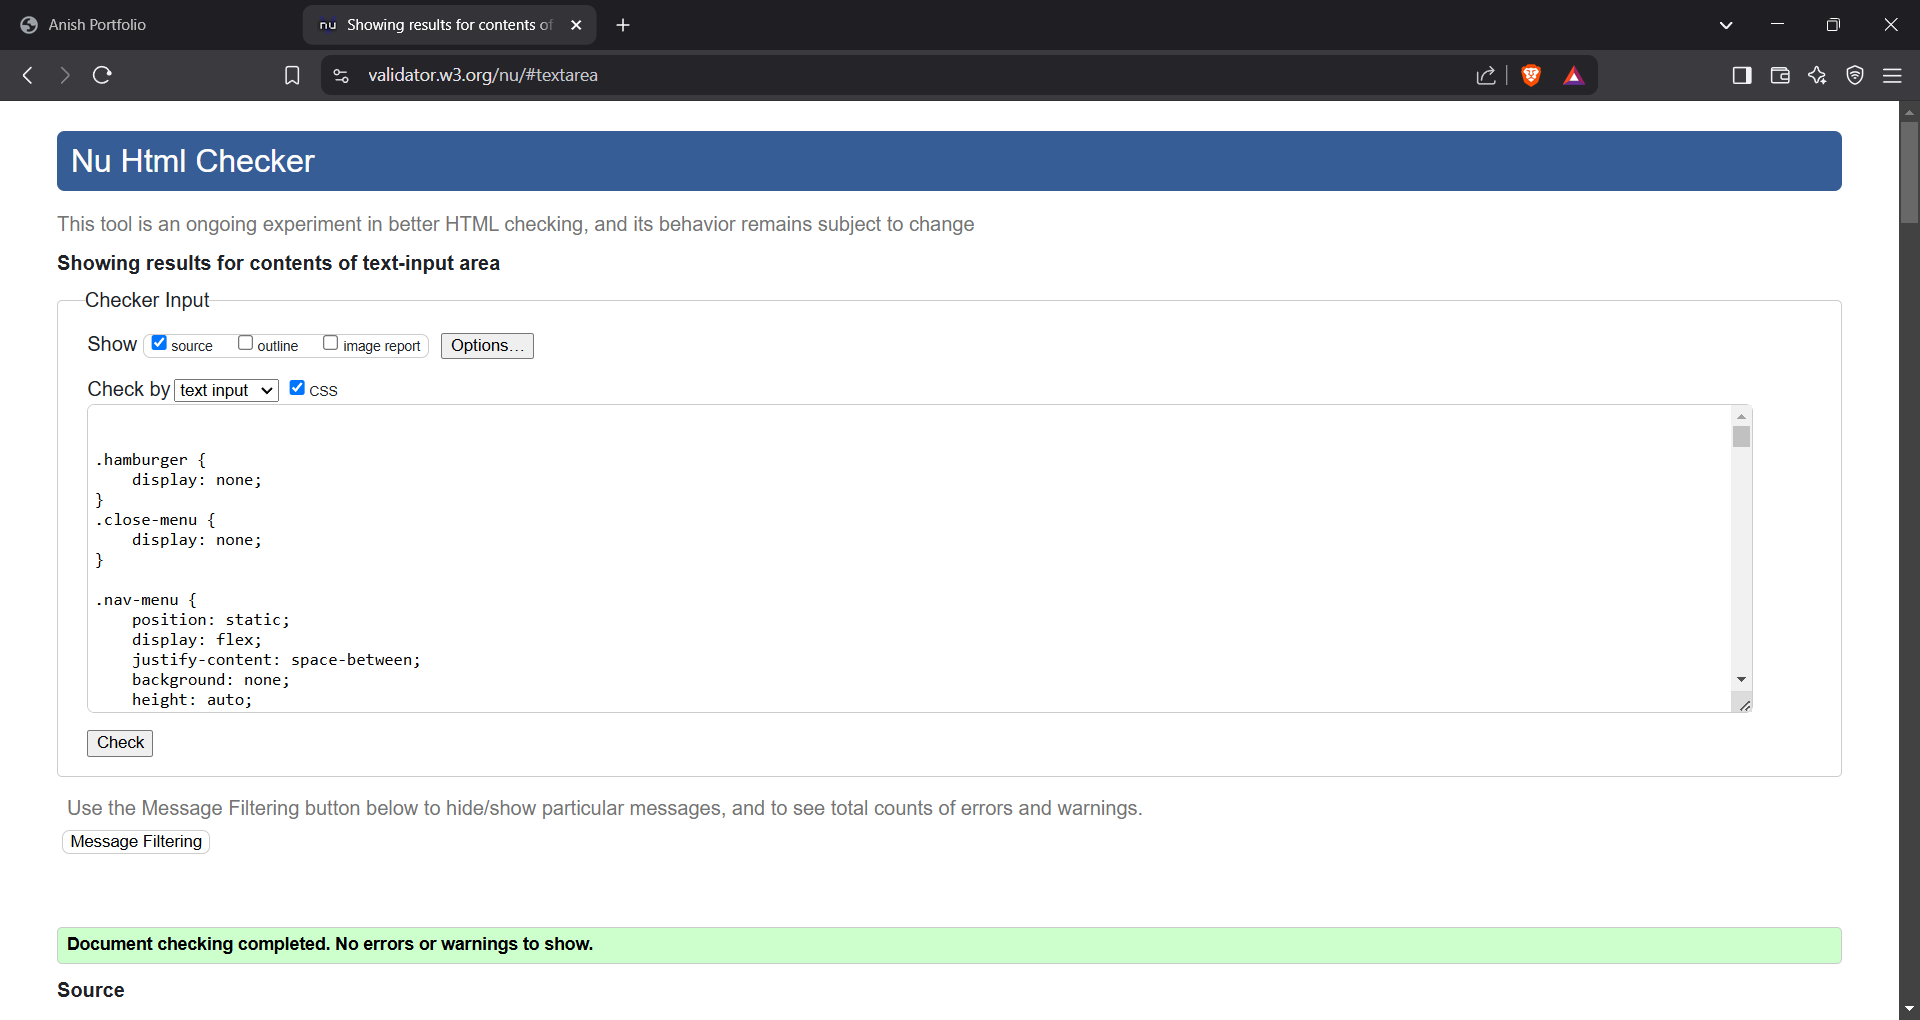 Anish Portfolio
nu Showing results for contents of
validator.w3.org/nu/#textarea
Nu Html Checker
This tool is an ongoing experiment in better HTML checking, and its behavior remains subject to change
Showing results for contents of text-input area
Checker Input
Show source outline image report Options...
Check by text input CSS
.hamburger {
    display: none;
}
.close-menu {
    display: none;
}
.nav-menu {
    position: static;
    display: flex;
    justify-content: space-between;
    background: none;
    height: auto;
Check
Use the Message Filtering button below to hide/show particular messages, and to see total counts of errors and warnings.
Message Filtering
Document checking completed. No errors or warnings to show.
Source